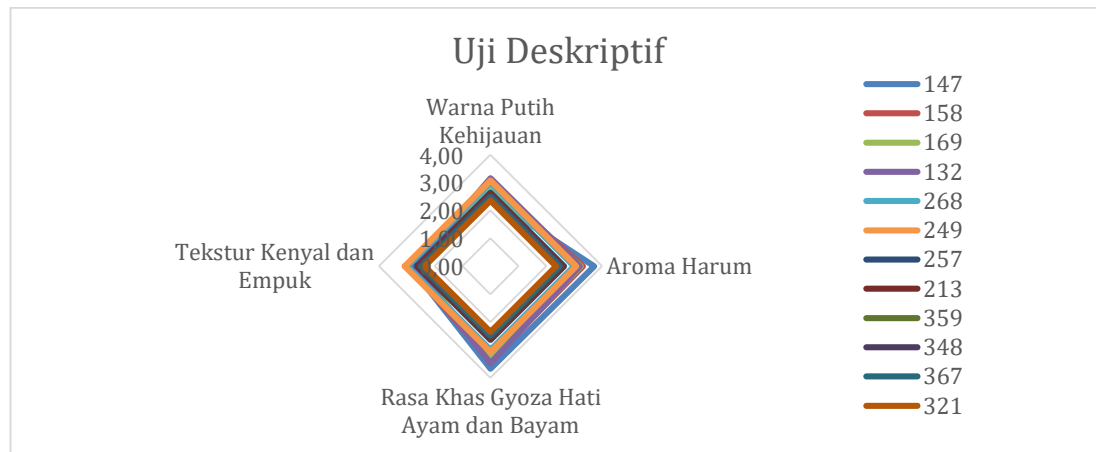 Uji Deskriptif
Warna Putih
Kehijauan
4,00
3,00
2,00
1,00
,00
Aroma Harum
Rasa Khas Gyoza Hati
Ayam dan Bayam
Tekstur Kenyal dan
Empuk
147
158
169
132
268
249
257
213
359
348
367
321